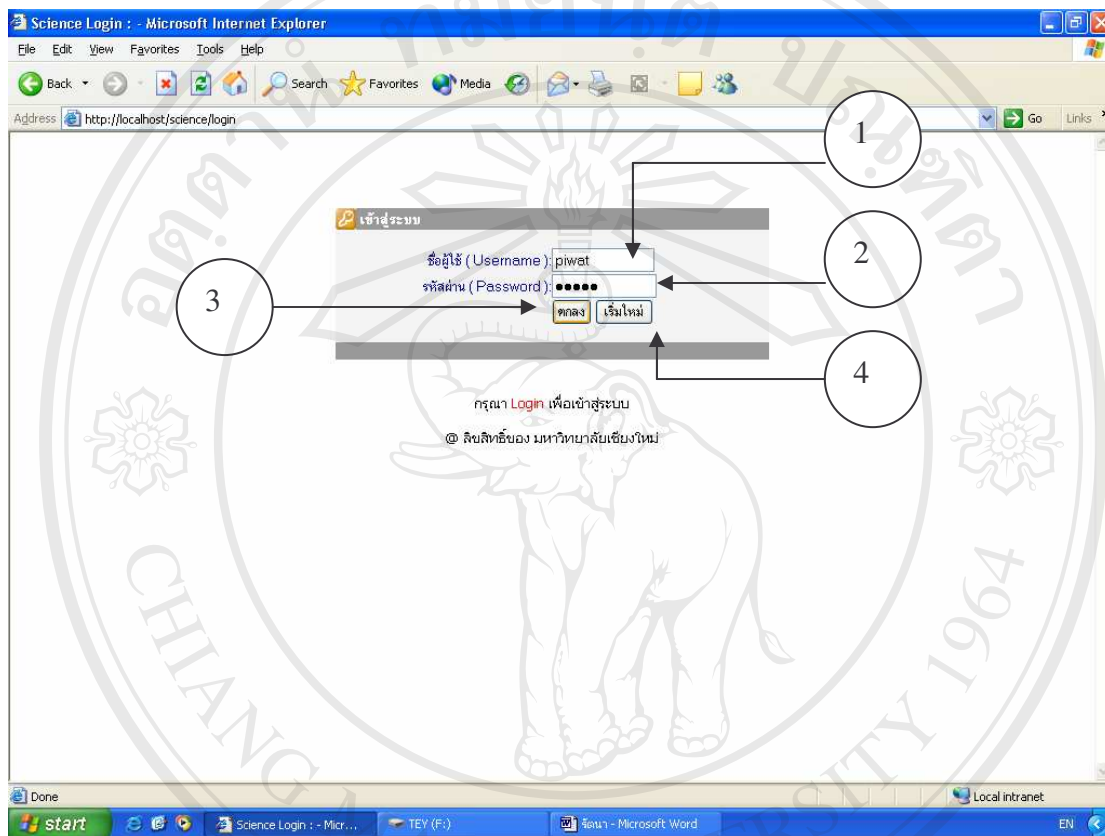 Science Login : - Microsoft Internet Explorer
File Edit View Favorites Tools Help
Back Search Favorites Media
Address http://localhost/science/login Go Links
1
เข้าสู่ระบบ
ชื่อผู้ใช้ ( Username ): piwat
2
รหัสผ่าน ( Password ):
3
ตกลง เริ่มใหม่
4
กรุณา Login เพื่อเข้าสู่ระบบ
@ ลิขสิทธิ์ของ มหาวิทยาลัยเชียงใหม่
CHIANG M
RSITY 1964
Done Local intranet
start Science Login : - Micr... TEY (F:) รัตนา - Microsoft Word EN